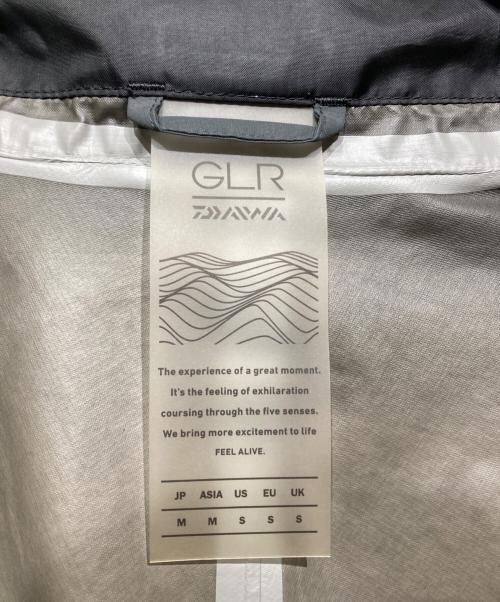 GLR
DAIWA
The experience of a great moment.
It's the feeling of exhilaration
coursing through the five senses.
We bring more excitement to life
FEEL ALIVE.
JP ASIA US EU UK
M M S S S